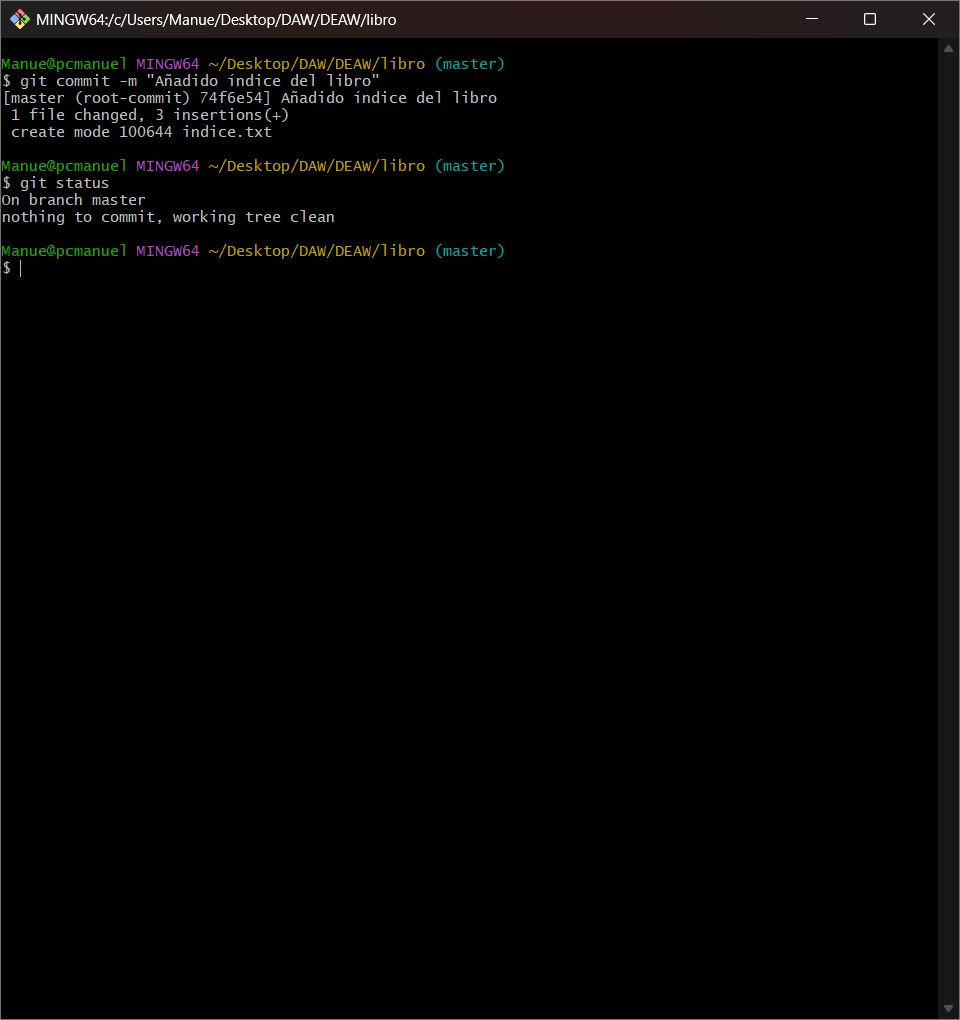 MINGW64:/c/Users/Manue/Desktop/DAW/DEAW/libro
Manue@pcmanuel MINGW64 ~/Desktop/DAW/DEAW/libro (master)
$ git commit -m "Añadido índice del libro"
[master (root-commit) 74f6e54] Añadido índice del libro
 1 file changed, 3 insertions(+)
 create mode 100644 indice.txt
Manue@pcmanuel MINGW64 ~/Desktop/DAW/DEAW/libro (master)
$ git status
On branch master
nothing to commit, working tree clean
Manue@pcmanuel MINGW64 ~/Desktop/DAW/DEAW/libro (master)
$